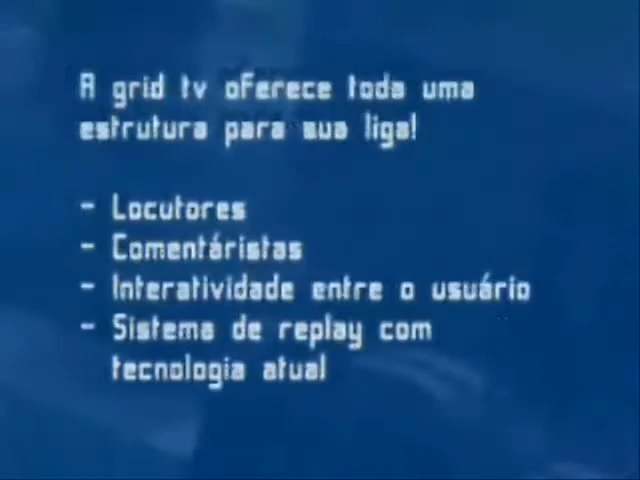 A grid tv oferece toda uma
estrutura para sua liga!
- Locutores
- Comentáristas
- Interatividade entre o usuário
- Sistema de replay com
tecnologia atual